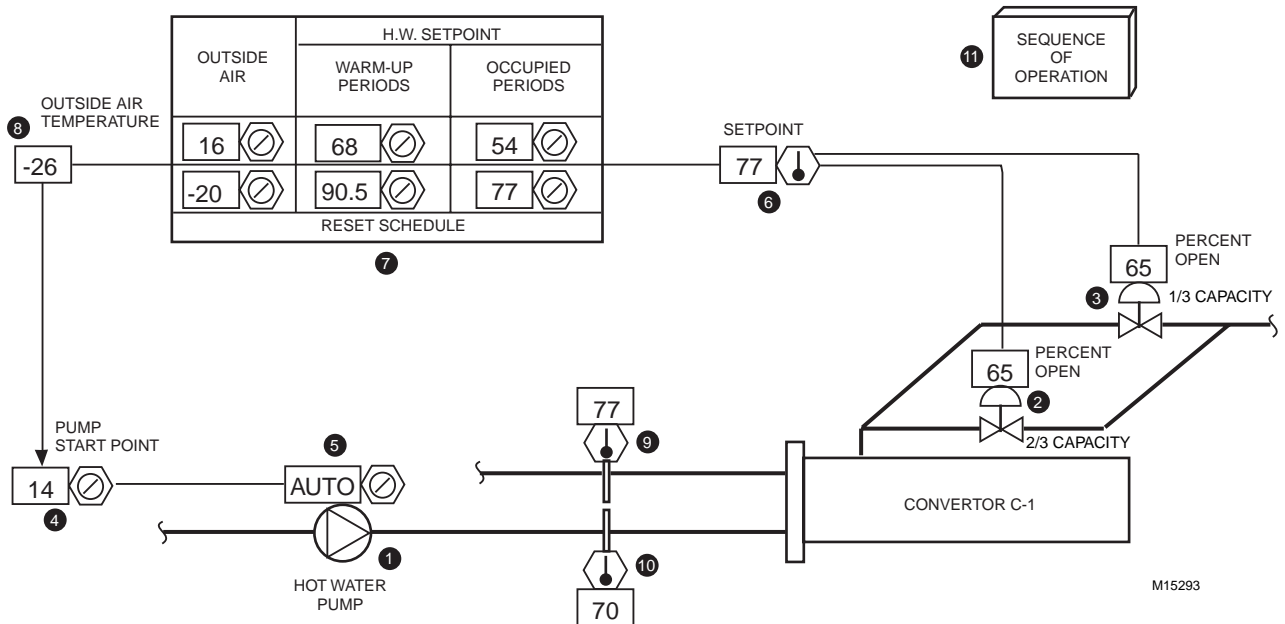 H.W. SETPOINT
OUTSIDE
AIR
WARM-UP
PERIODS
OCCUPIED
PERIODS
16
68
54
-20
90.5
77
RESET SCHEDULE
7
8
OUTSIDE AIR
TEMPERATURE
-26
SETPOINT
77
6
11
SEQUENCE
OF
OPERATION
PERCENT
OPEN
65
3
1/3 CAPACITY
PERCENT
OPEN
65
2
2/3 CAPACITY
PUMP
START POINT
14
4
5
AUTO
1
HOT WATER
PUMP
77
9
10
70
CONVERTOR C-1
M15293